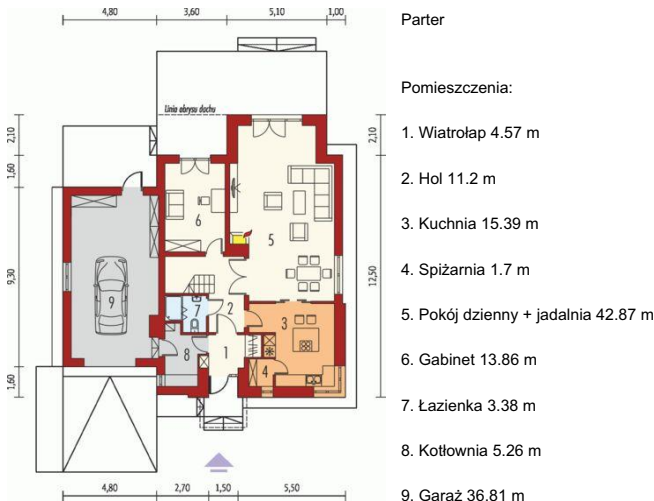 4,80 3,60 5,10 1,00
Parter
Linia obrysu dachu
Pomieszczenia:
1. Wiatrołap 4.57 m
2. Hol 11.2 m
3. Kuchnia 15.39 m
4. Spiżarnia 1.7 m
5. Pokój dzienny + jadalnia 42.87 m
6. Gabinet 13.86 m
7. Łazienka 3.38 m
8. Kotłownia 5.26 m
9. Garaż 36.81 m
2,10
1,60
9,30
1,60
2,10
12,50
6
5
9
7
2
3
8
1
4
4,80 2,70 1,50 5,50